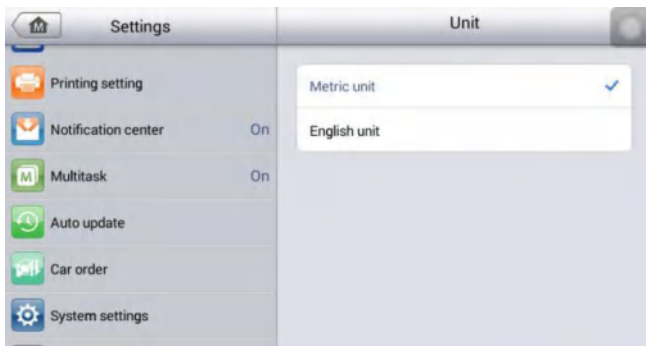 Settings
Printing setting
Notification center On
Multitask On
Auto update
Car order
System settings
Unit
Metric unit
English unit